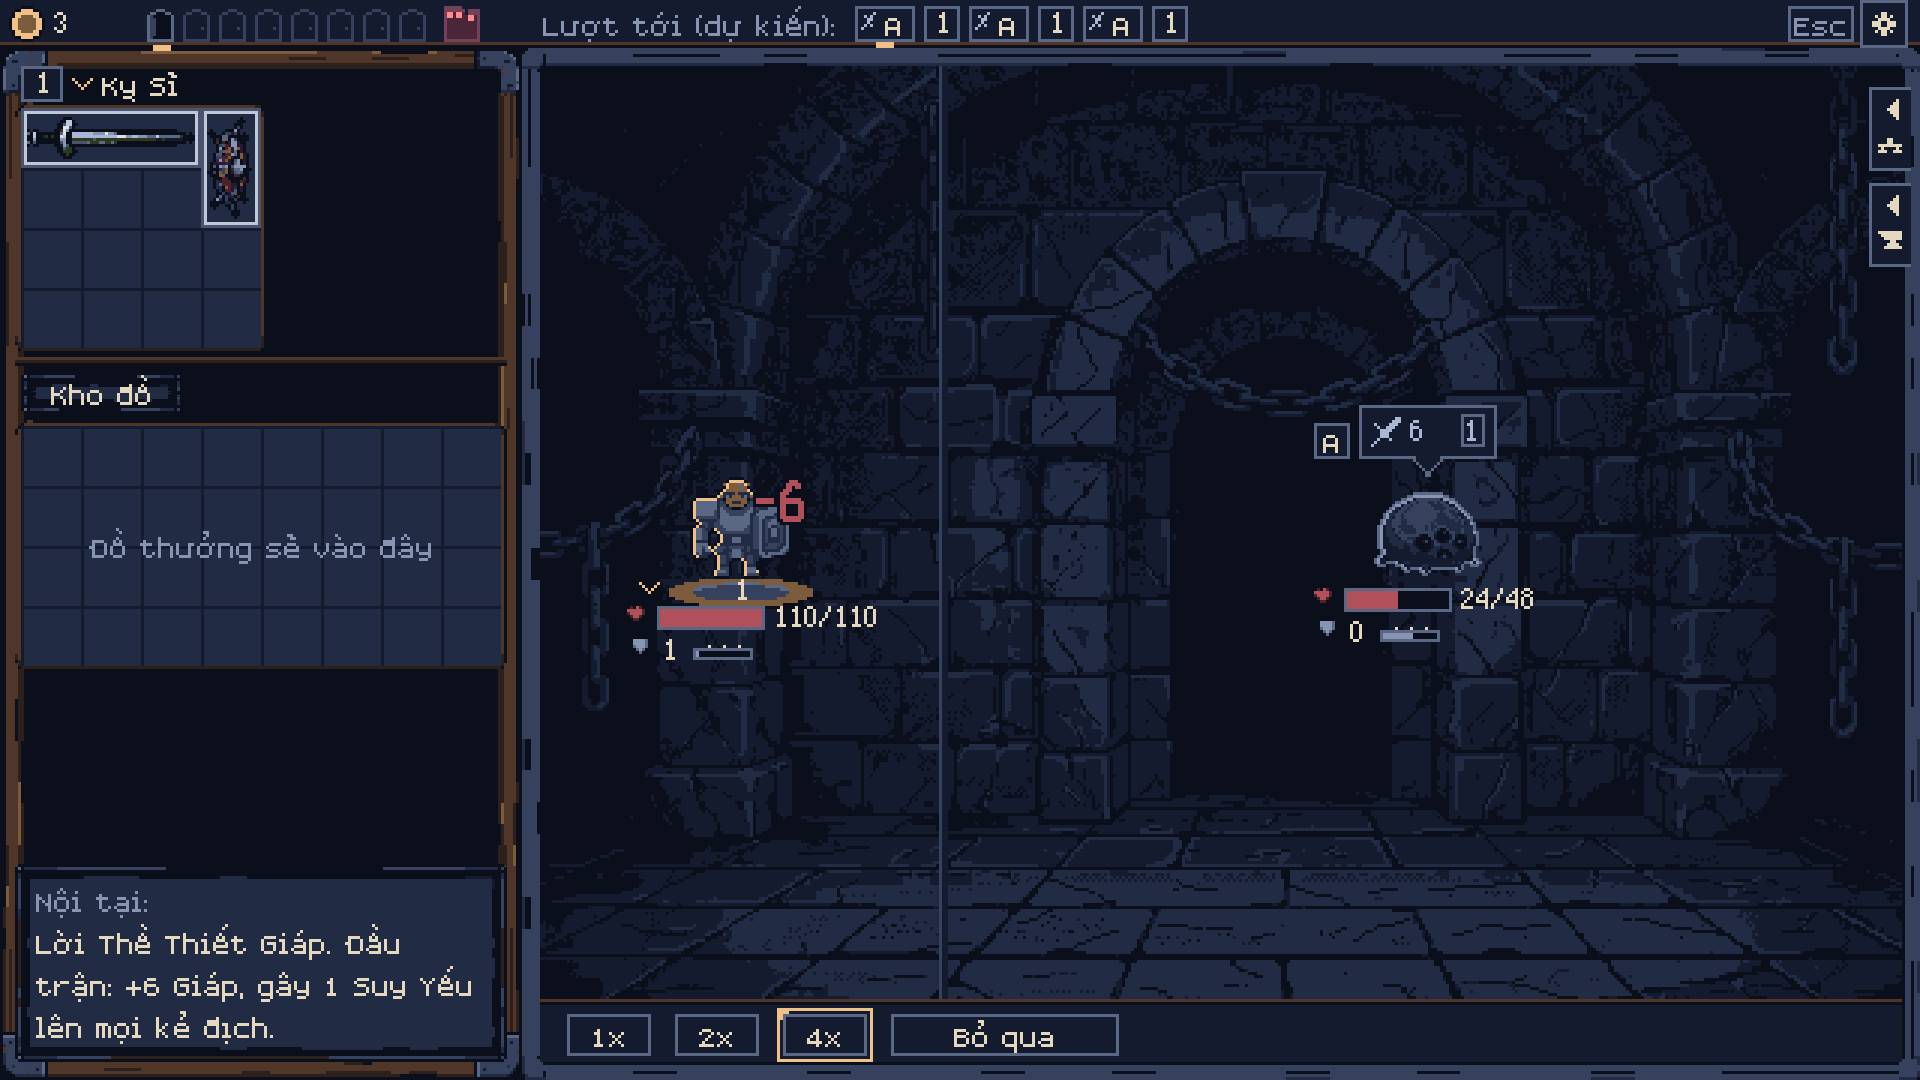 3
Lượt tới (dự kiến): A 1 A 1 A 1
Esc
1 Kỵ Sĩ
Kho đồ
Đồ thưởng sẽ vào đây
Nội tại:
Lời Thề Thiết Giáp. Đầu
trận: +6 Giáp, gây 1 Suy Yếu
lên mọi kẻ địch.
-6
1
110/110
1
A
6 1
24/48
0
1x
2x
4x
Bỏ qua